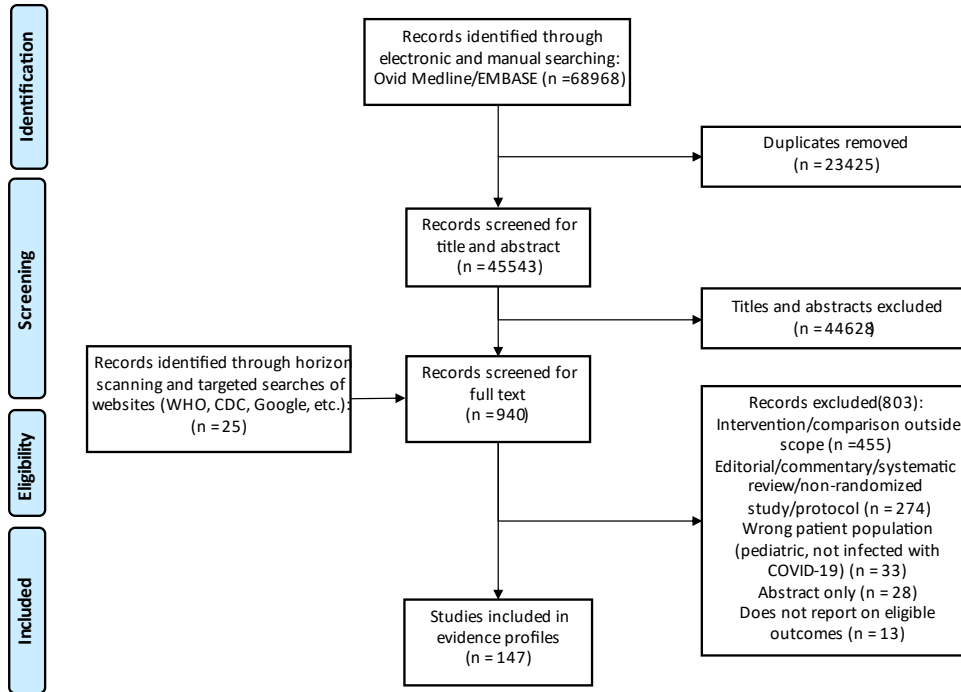 Identification
Records identified through
electronic and manual searching:
Ovid Medline/EMBASE (n =68968)
Duplicates removed
(n = 23425)
Screening
Records screened for
title and abstract
(n = 45543)
Titles and abstracts excluded
(n = 44628)
Records identified through horizon
scanning and targeted searches of
websites (WHO, CDC, Google, etc.):
(n = 25)
Records screened for
full text
(n = 940)
Eligibility
Records excluded(803):
Intervention/comparison outside
scope (n =455)
Editorial/commentary/systematic
review/non-randomized
study/protocol (n = 274)
Wrong patient population
(pediatric, not infected with
COVID-19) (n = 33)
Abstract only (n = 28)
Does not report on eligible
outcomes (n = 13)
Included
Studies included in
evidence profiles
(n = 147)